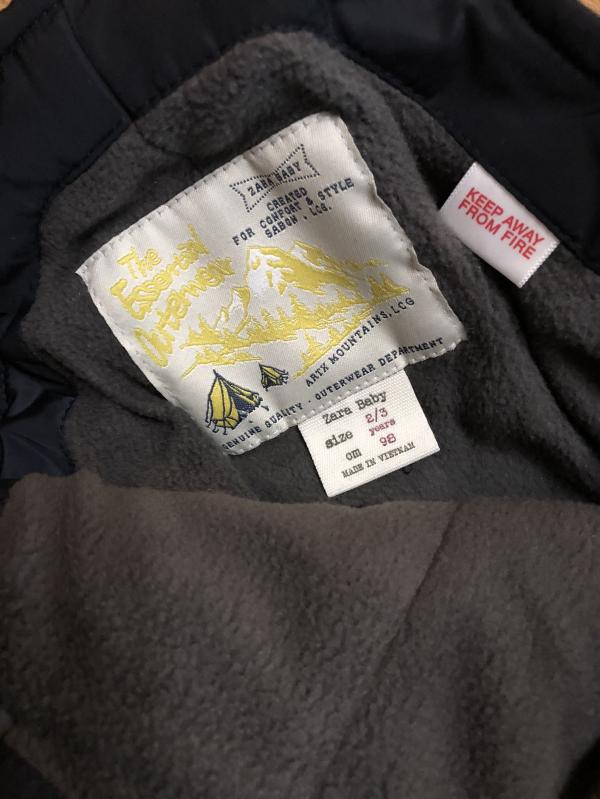 ZARA BABY
CREATED
FOR COMFORT & STYLE
SABON, LCG.
The
Essential
Outerwear
ARTX MOUNTAINS, LCG
GENUINE QUALITY - OUTERWEAR DEPARTMENT
Zara Baby
size 2/3
years
cm 98
MADE IN VIETNAM
KEEP AWAY
FROM FIRE